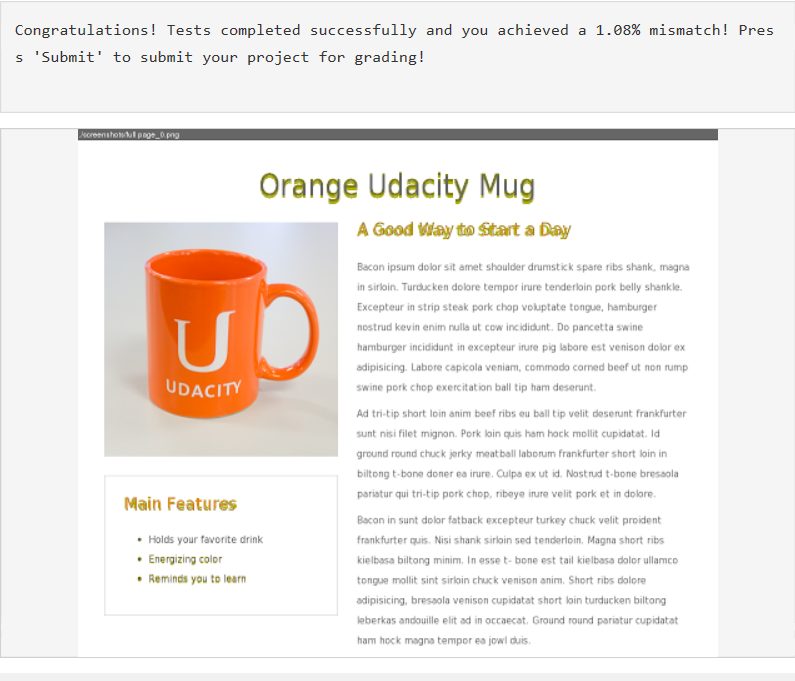 Congratulations! Tests completed successfully and you achieved a 1.08% mismatch! Pres
s 'Submit' to submit your project for grading!
./screenshots/full page_0.png
Orange Udacity Mug
A Good Way to Start a Day
Bacon ipsum dolor sit amet shoulder drumstick spare ribs shank, magna
in sirloin. Turducken dolore tempor irure tenderloin pork belly shankle.
Excepteur in strip steak pork chop voluptate tongue, hamburger
nostrud kevin enim nulla ut cow incididunt. Do pancetta swine
hamburger incididunt in excepteur irure pig labore est venison dolor ex
adipisicing. Labore capicola veniam, commodo corned beef ut non rump
swine pork chop exercitation ball tip ham deserunt.
Ad tri-tip short loin anim beef ribs eu ball tip velit deserunt frankfurter
sunt nisi filet mignon. Pork loin quis ham hock mollit cupidatat. Id
ground round chuck jerky meatball laborum frankfurter short loin in
biltong t-bone doner ea irure. Culpa ex ut id. Nostrud t-bone bresaola
pariatur qui tri-tip pork chop, ribeye irure velit pork et in dolore.
Bacon in sunt dolor fatback excepteur turkey chuck velit proident
frankfurter quis. Nisi shank sirloin sed tenderloin. Magna short ribs
kielbasa biltong minim. In esse t- bone est tail kielbasa dolor ullamco
tongue mollit sint sirloin chuck venison anim. Short ribs dolore
adipisicing, bresaola venison cupidatat short loin turducken biltong
leberkas andouille elit ad in occaecat. Ground round pariatur cupidatat
ham hock magna tempor ea jowl duis.
U
UDACITY
Main Features
• Holds your favorite drink
• Energizing color
• Reminds you to learn